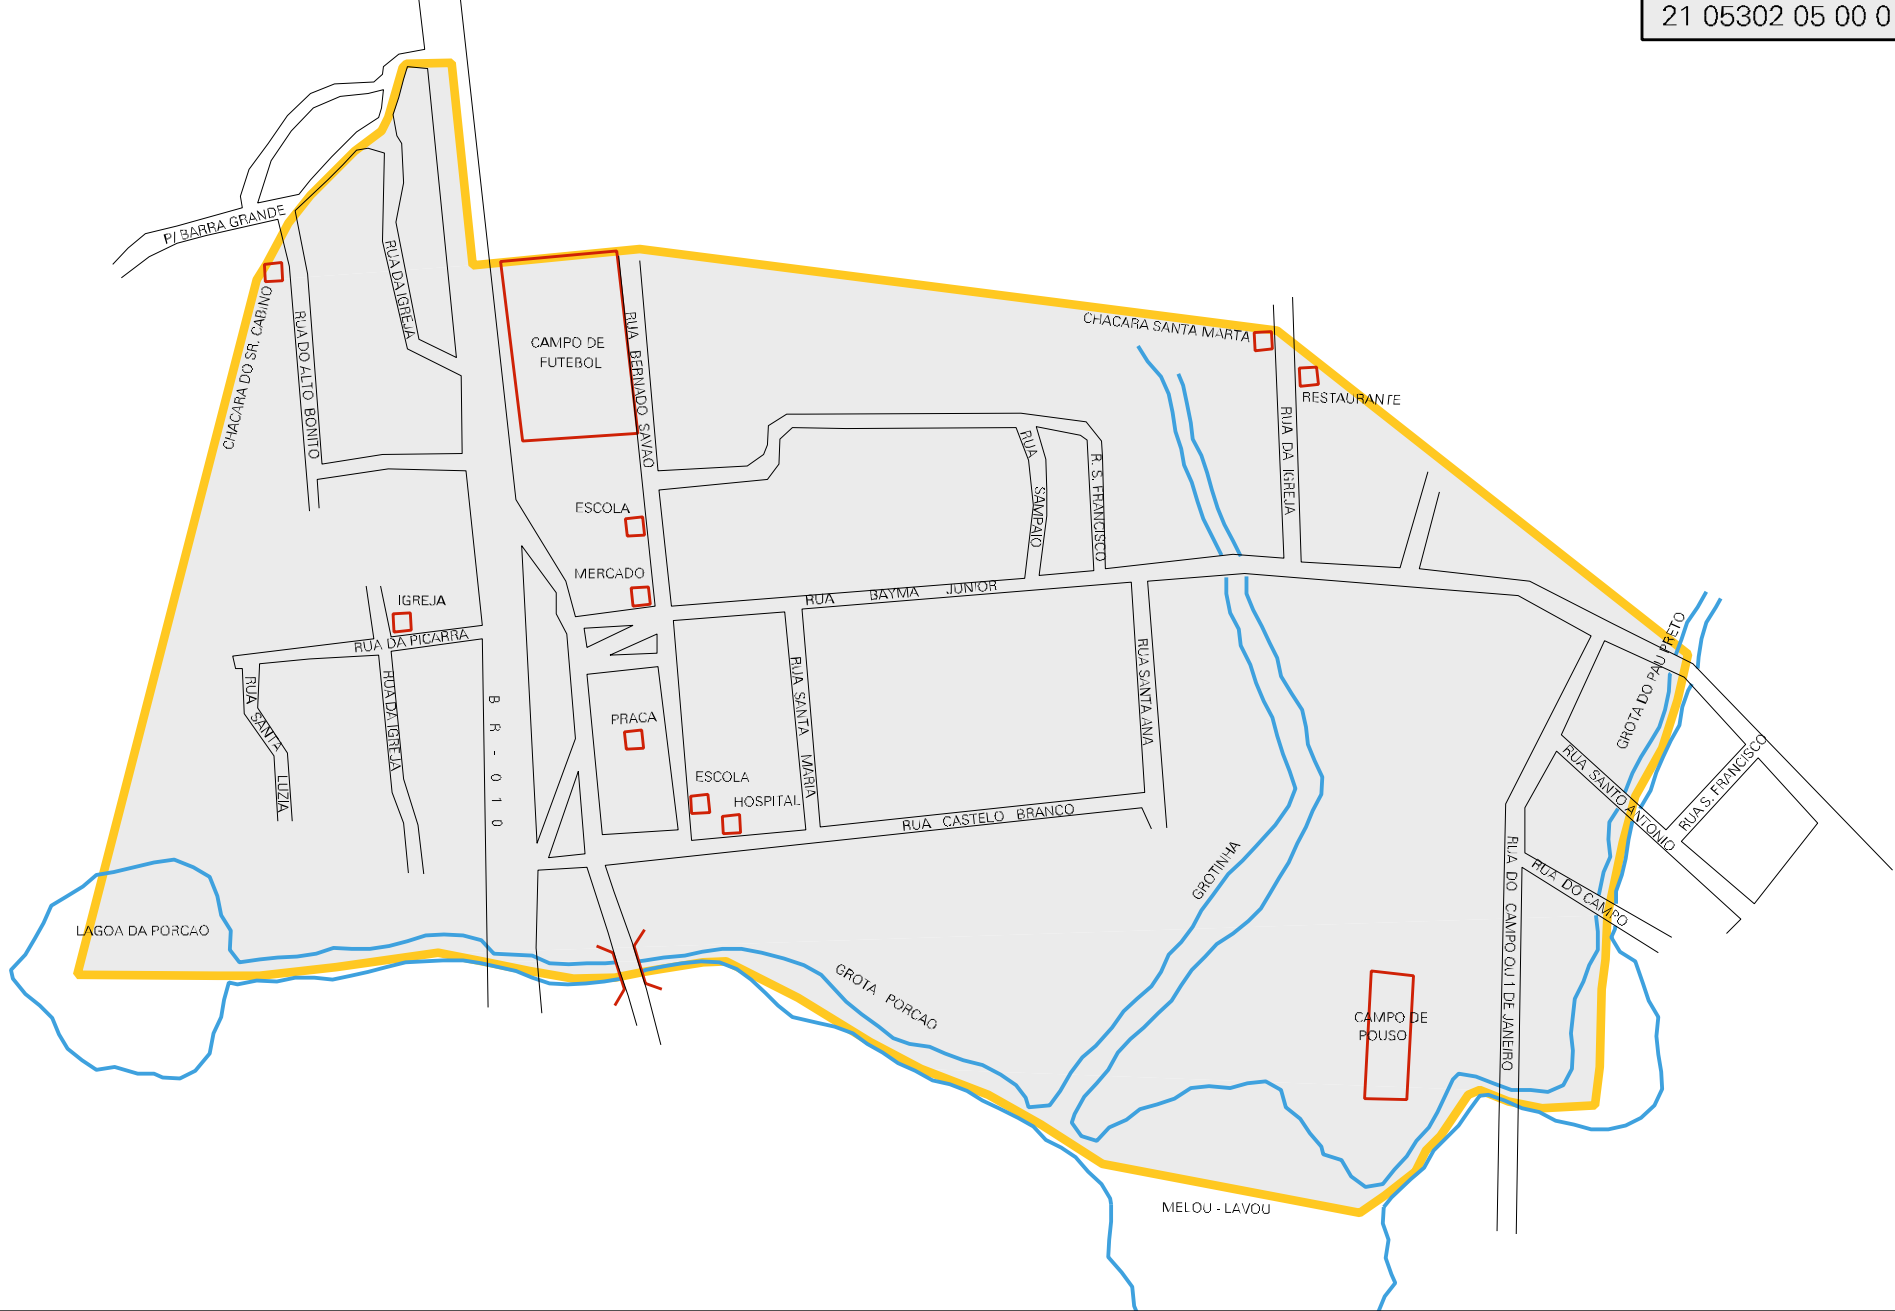 21 05302 05 00 0
P/ BARRA GRANDE
RUA DA IGREJA
CHACARA DO SR. CABINO
RUA DO ALTO BONITO
CAMPO DE
FUTEBOL
RUA BERNADO SAVAO
CHACARA SANTA MARTA
RESTAURANTE
RUA DA IGREJA
RUA SAMPAIO
R. S. FRANCISCO
ESCOLA
MERCADO
IGREJA
RUA DA PICARRA
RUA BAYMA JUNIOR
RUA SANTA LUZIA
RUA DA IGREJA
BR-010
PRACA
RUA SANTA MARIA
RUA SANTA ANA
ESCOLA
HOSPITAL
RUA CASTELO BRANCO
GROTA DO PAU PRETO
RUA SANTO ANTONIO
RUA S. FRANCISCO
GROTINHA
RUA DO CAMPO OU 1 DE JANEIRO
RUA DO CAMPO
LAGOA DA PORCAO
GROTA PORCAO
CAMPO DE
POUSO
MELOU - LAVOU